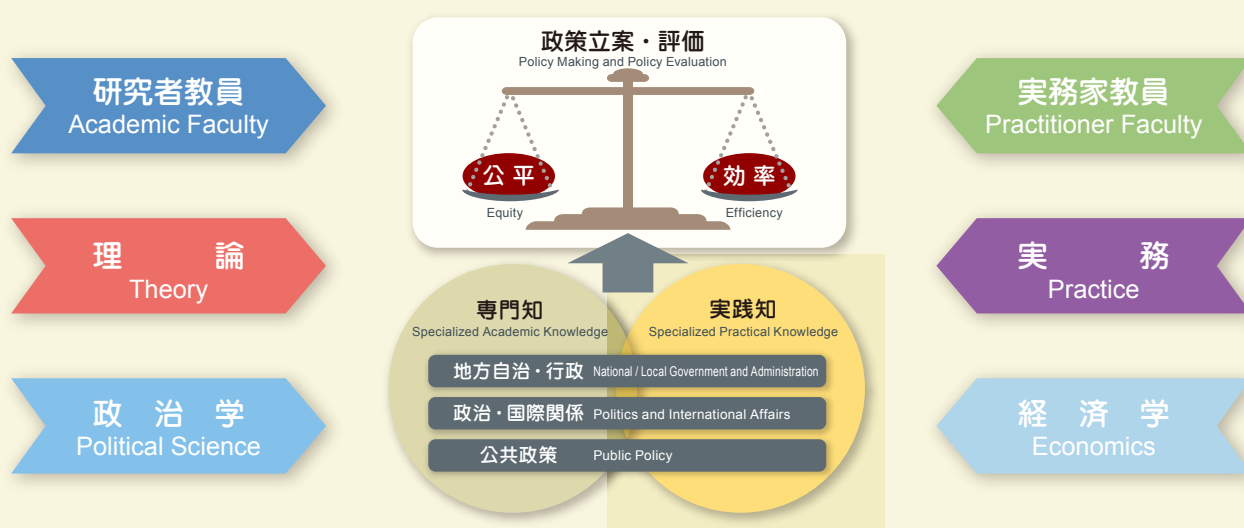 政策立案・評価
Policy Making and Policy Evaluation
公平
Equity
効率
Efficiency
研究者教員
Academic Faculty
理論
Theory
政治学
Political Science
専門知
Specialized Academic Knowledge
実践知
Specialized Practical Knowledge
地方自治・行政 National / Local Government and Administration
政治・国際関係 Politics and International Affairs
公共政策 Public Policy
実務家教員
Practitioner Faculty
実務
Practice
経済学
Economics